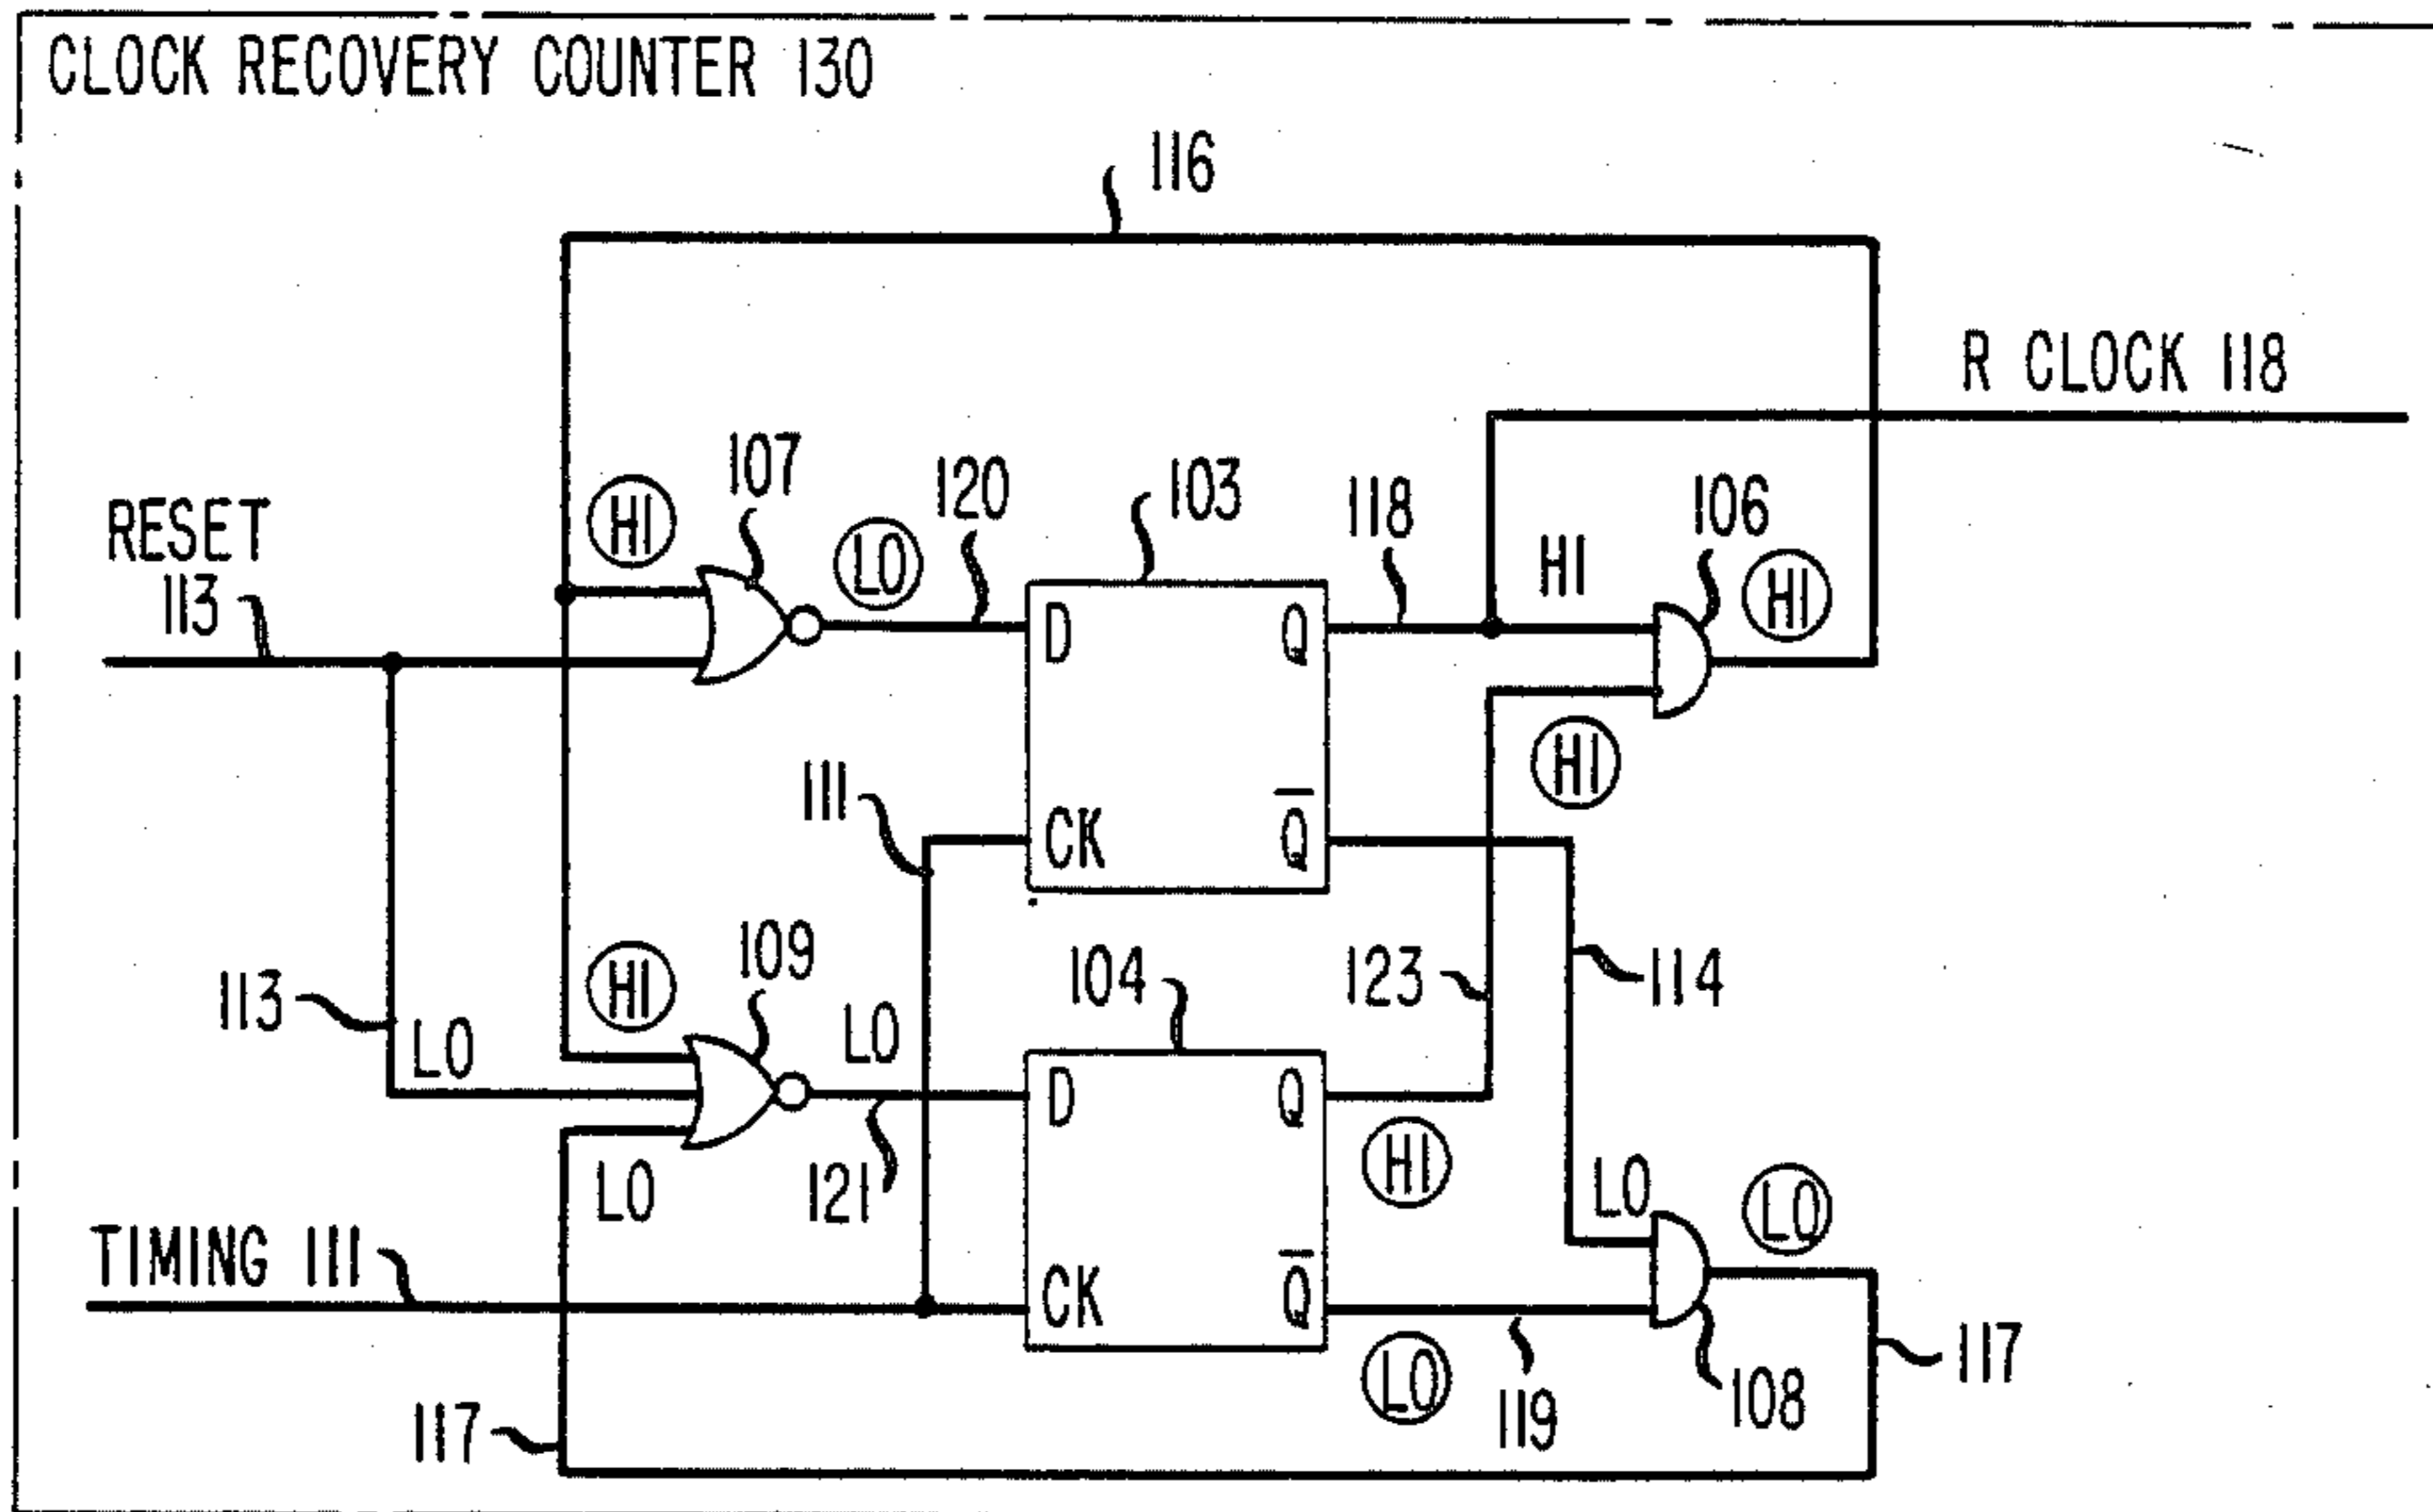 CLOCK RECOVERY COUNTER 130
116
R CLOCK 118
107
HI
120
103
118
106
RESET
113
LO
HI
HI
D
Q
HI
111
CK
Q
109
104
123
114
HI
113
LO
LO
D
Q
LO
121
HI
LO
LO
TIMING 111
CK
Q
117
LO
119
108
117